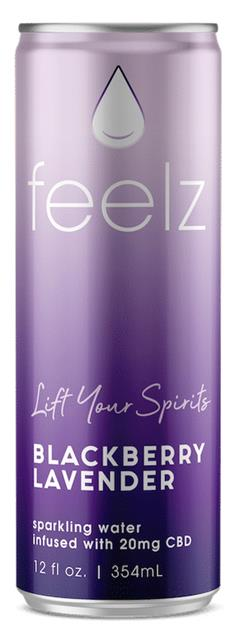 feelz
Lift Your Spirits
BLACKBERRY
LAVENDER
sparkling water
infused with 20mg CBD
12 fl oz. | 354mL